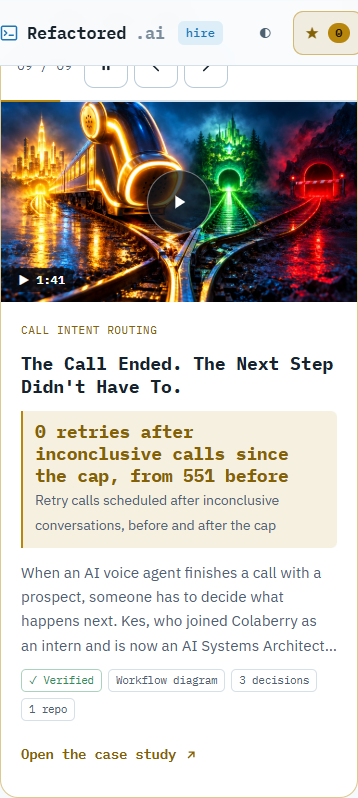 Refactored .ai hire
★ 0
09 / 09
▶ 1:41
CALL INTENT ROUTING
The Call Ended. The Next Step
Didn't Have To.
0 retries after
inconclusive calls since
the cap, from 551 before
Retry calls scheduled after inconclusive
conversations, before and after the cap
When an AI voice agent finishes a call with a
prospect, someone has to decide what
happens next. Kes, who joined Colaberry as
an intern and is now an AI Systems Architect...
✓ Verified Workflow diagram 3 decisions
1 repo
Open the case study ↗